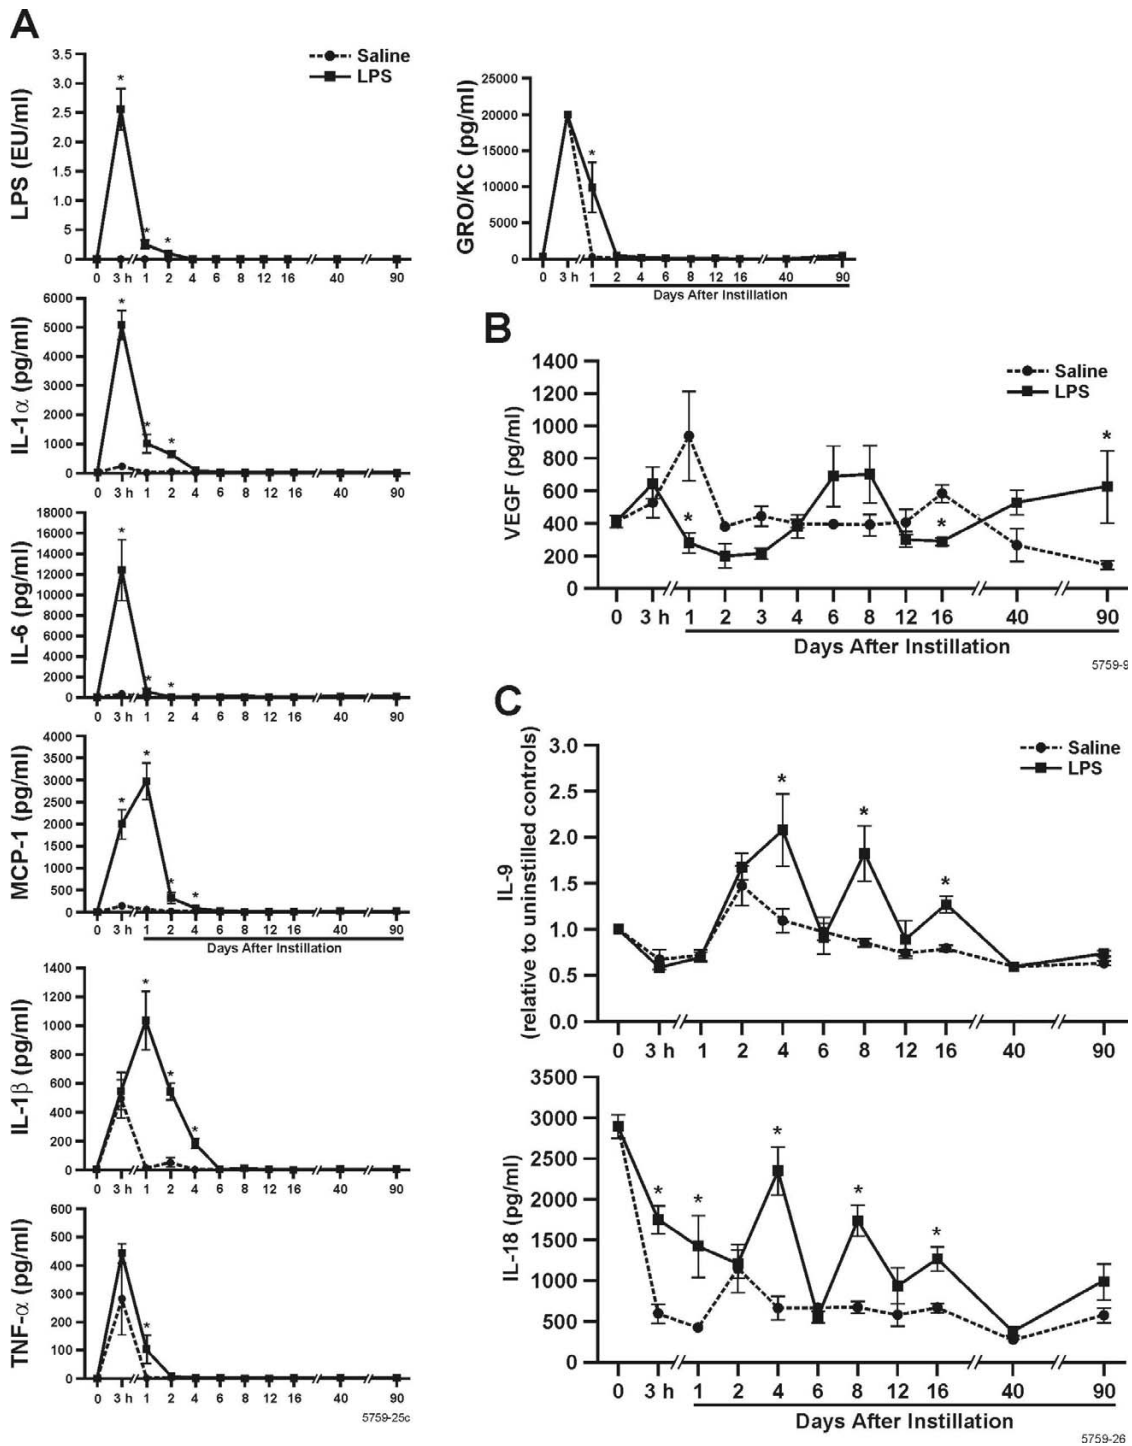 A
Saline
LPS
LPS (EU/ml)
3.5
3.0
2.5
2.0
1.5
1.0
5
0
* * *
0 3 h 1 2 4 6 8 12 16 40 90
GRO/KC (pg/ml)
25000
20000
15000
10000
5000
0
*
0 3 h 1 2 4 6 8 12 16 40 90
Days After Instillation
IL-1α (pg/ml)
6000
5000
4000
3000
2000
1000
0
* * *
0 3 h 1 2 4 6 8 12 16 40 90
IL-6 (pg/ml)
18000
16000
14000
12000
10000
8000
6000
4000
2000
0
* * *
0 3 h 1 2 4 6 8 12 16 40 90
MCP-1 (pg/ml)
4000
3500
3000
2500
2000
1500
1000
500
0
* * * *
0 3 h 1 2 4 6 8 12 16 40 90
Days After Instillation
IL-1β (pg/ml)
1400
1200
1000
800
600
400
200
0
* * *
0 3 h 1 2 4 6 8 12 16 40 90
TNF-α (pg/ml)
600
500
400
300
200
100
0
*
0 3 h 1 2 4 6 8 12 16 40 90
5759-25c
B
Saline
LPS
VEGF (pg/ml)
1400
1200
1000
800
600
400
200
0
* * *
0 3 h 1 2 3 4 6 8 12 16 40 90
Days After Instillation
5759-9
C
Saline
LPS
IL-9
(relative to uninstilled controls)
3.0
2.5
2.0
1.5
1.0
0.5
0.0
* * *
0 3 h 1 2 4 6 8 12 16 40 90
IL-18 (pg/ml)
3500
3000
2500
2000
1500
1000
500
0
* * * * *
0 3 h 1 2 4 6 8 12 16 40 90
Days After Instillation
5759-26